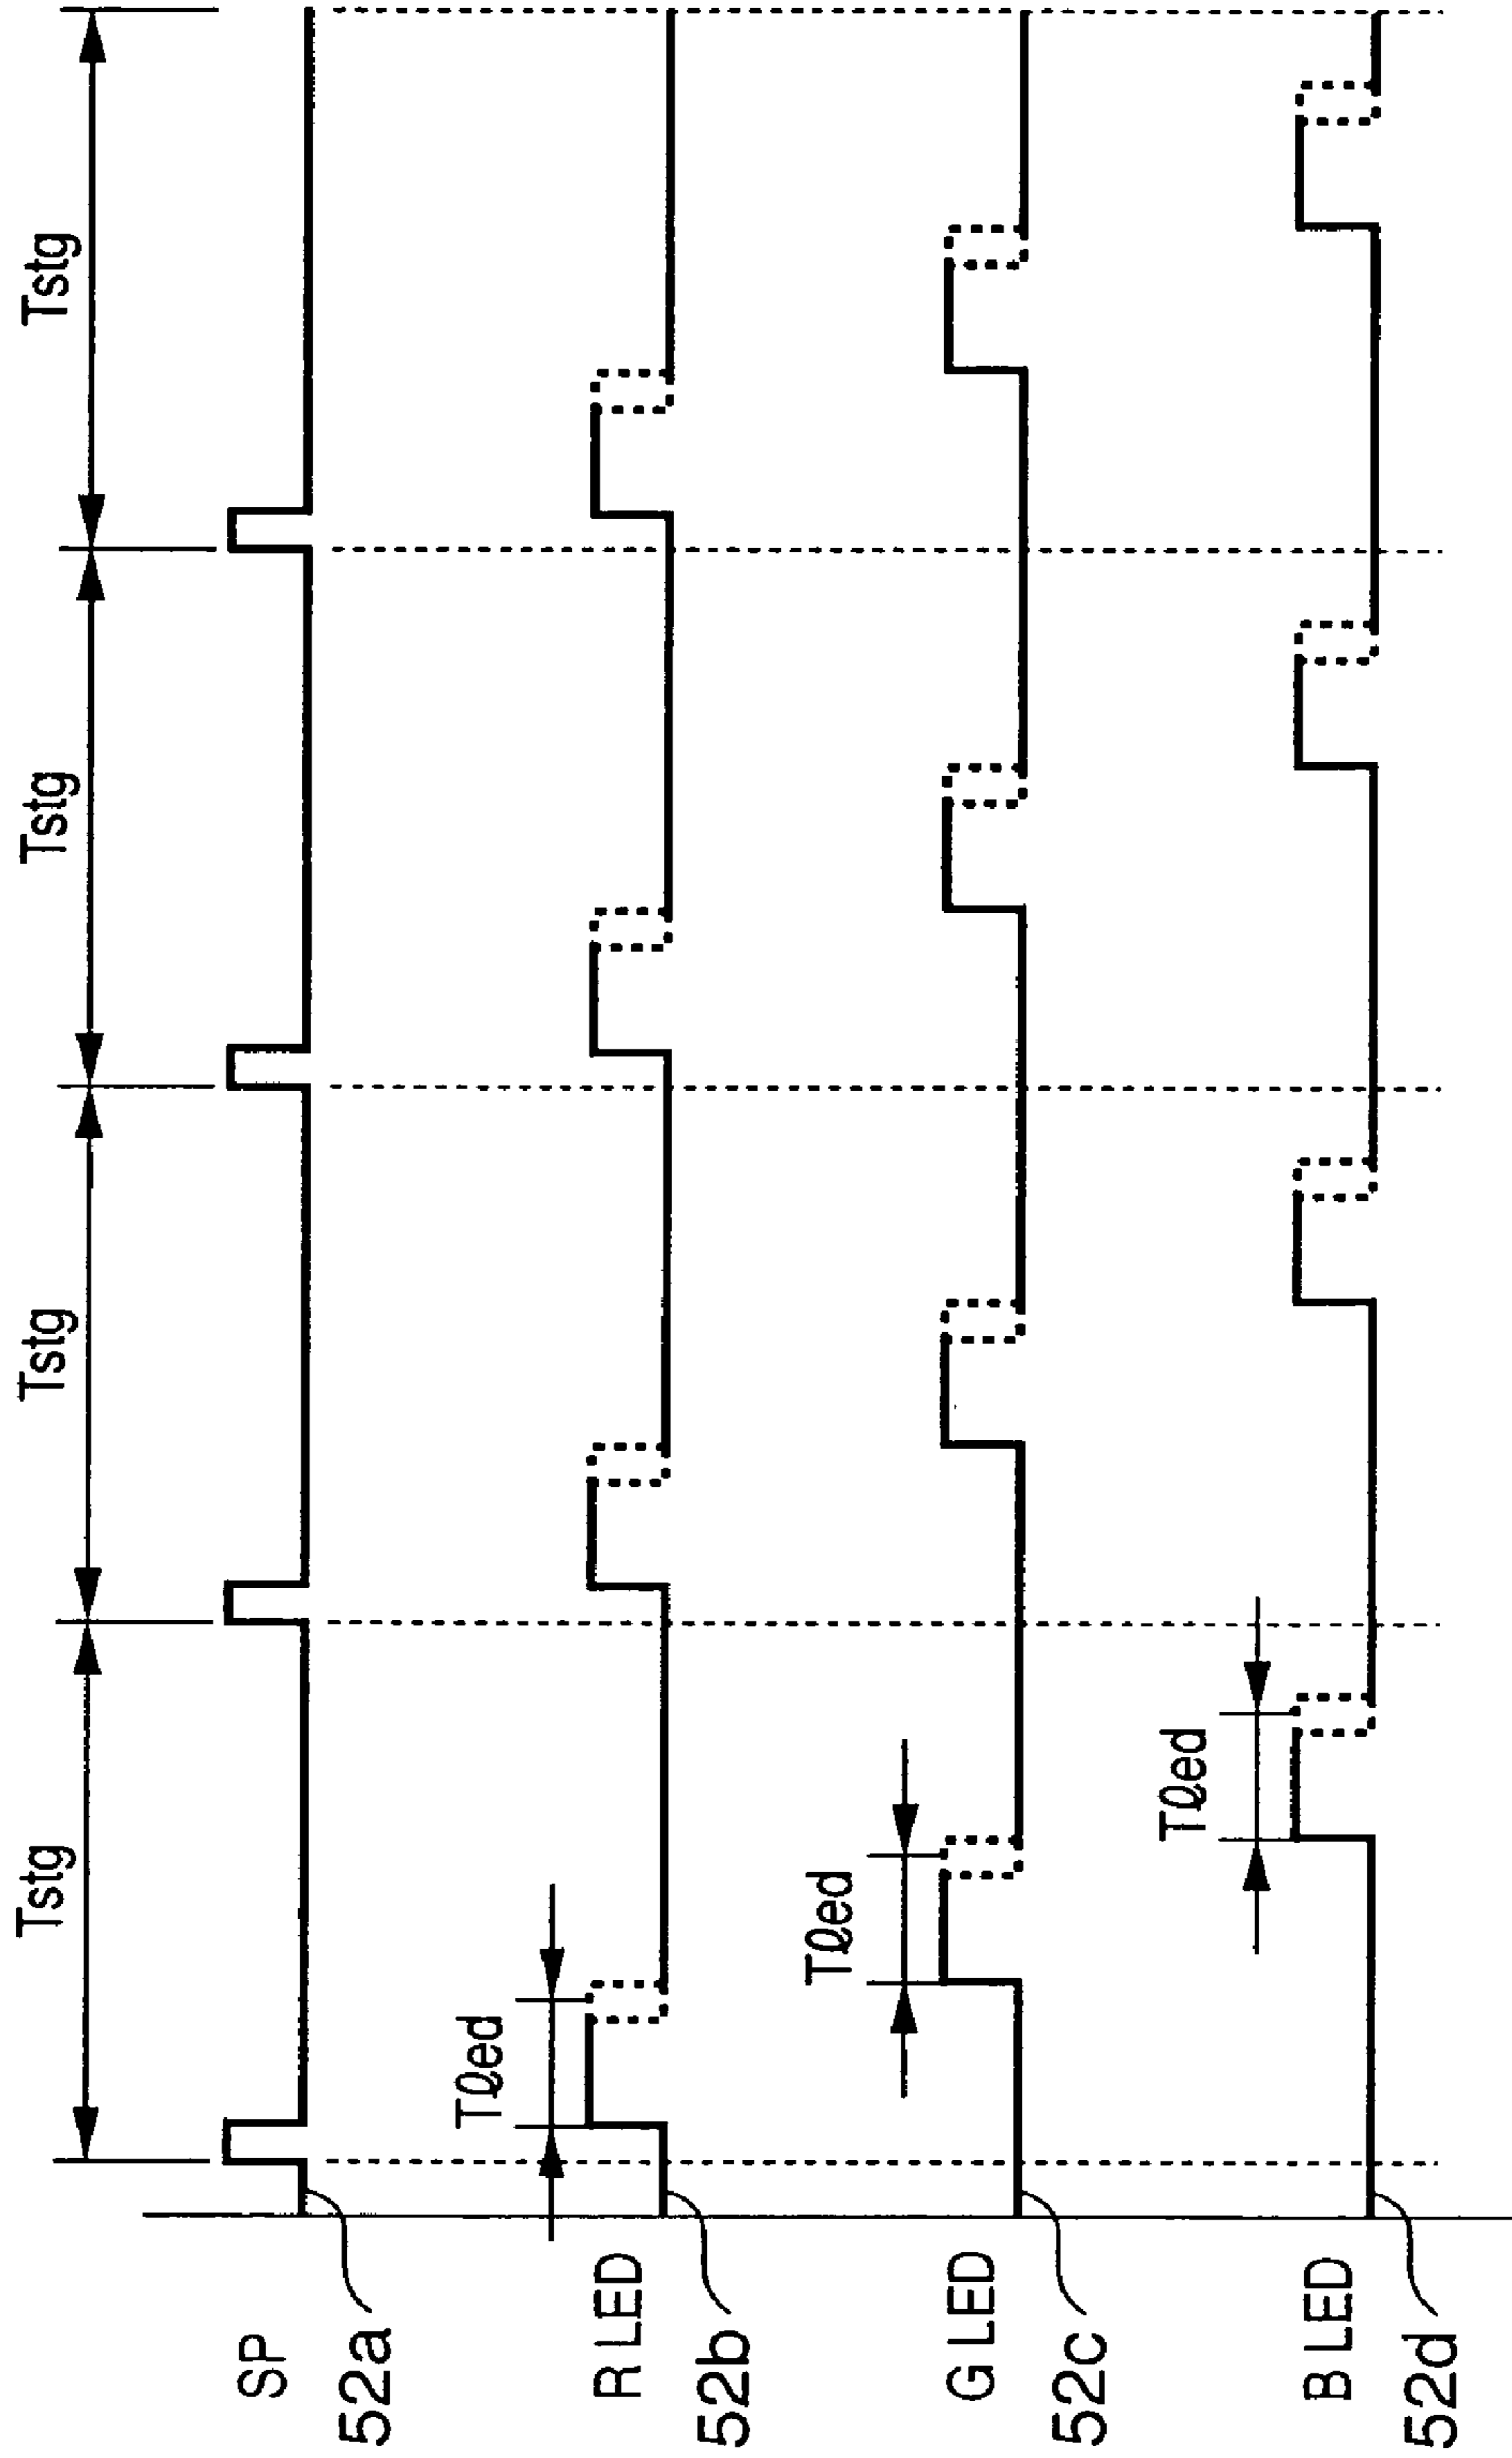 Tstg
Tstg
Tstg
Tstg
SP
52a
Tℓed
R LED
52b
Tℓed
G LED
52c
Tℓed
B LED
52d